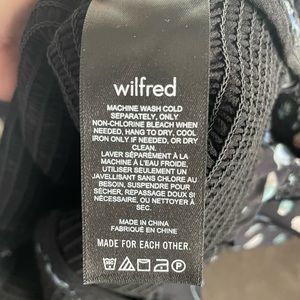 wilfred
MACHINE WASH COLD
SEPARATELY, ONLY
NON-CHLORINE BLEACH WHEN
NEEDED, HANG TO DRY, COOL
IRON ONLY IF NEEDED, OR DRY
CLEAN.
LAVER SÉPARÉMENT À LA
MACHINE À L'EAU FROIDE,
UTILISER SEULEMENT UN
JAVELLISANT SANS CHLORE AU
BESOIN, SUSPENDRE POUR
SÉCHER, REPASSAGE DOUX SI
NÉCESSAIRE, OU NETTOYER À
SEC.
MADE IN CHINA
FABRIQUÉ EN CHINE
MADE FOR EACH OTHER.